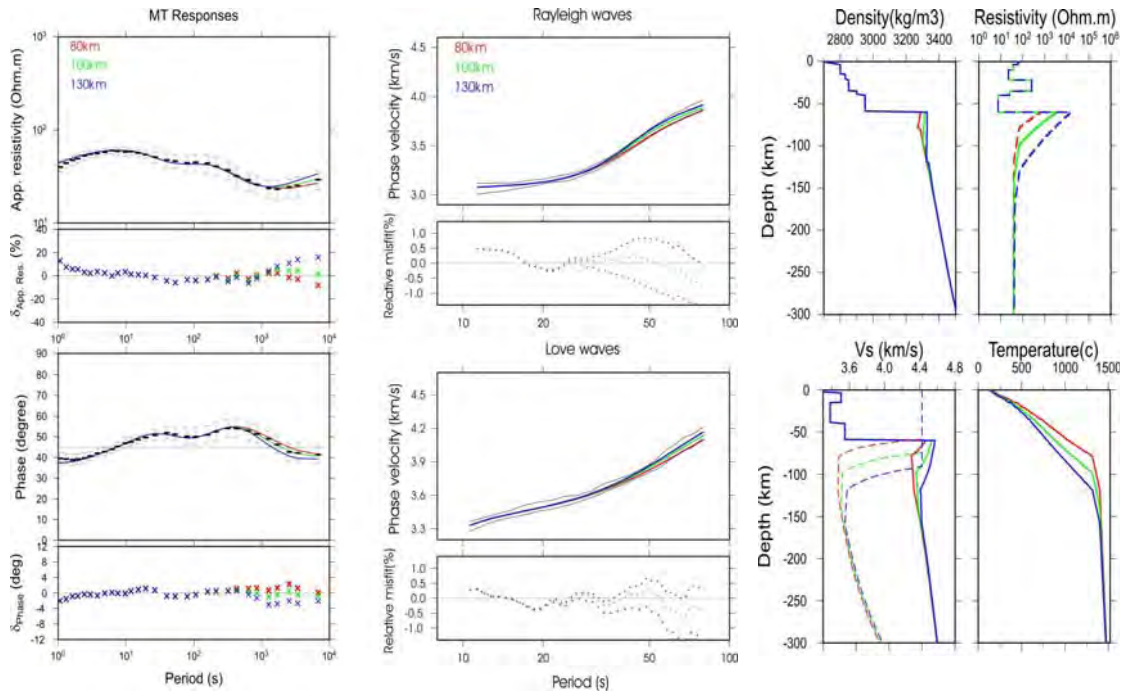 MT Responses
10³
10²
10¹
App. resistivity (Ohm.m)
80km
100km
130km
40
20
0
-20
-40
δApp. Res. (%)
10⁰ 10¹ 10² 10³ 10⁴
90
80
70
60
50
40
30
20
10
0
Phase (degree)
12
8
4
0
-4
-8
-12
δPhase (deg)
10⁰ 10¹ 10² 10³ 10⁴
Period (s)
Rayleigh waves
4.5
4.0
3.5
3.0
Phase velocity (km/s)
80km
100km
130km
1.0
0.5
0.0
-0.5
-1.0
Relative misfit(%)
10 20 50 100
Love waves
4.5
4.2
3.9
3.6
3.3
Phase velocity (km/s)
1.0
0.5
0.0
-0.5
-1.0
Relative misfit(%)
10 20 50 100
Period (s)
Density(kg/m3)
2800 3000 3200 3400
0
-50
-100
-150
-200
-250
-300
Depth (km)
Resistivity (Ohm.m)
10⁰ 10¹ 10² 10³ 10⁴ 10⁵ 10⁶
Vs (km/s)
3.6 4.0 4.4 4.8
0
-50
-100
-150
-200
-250
-300
Depth (km)
Temperature(c)
0 500 1000 1500